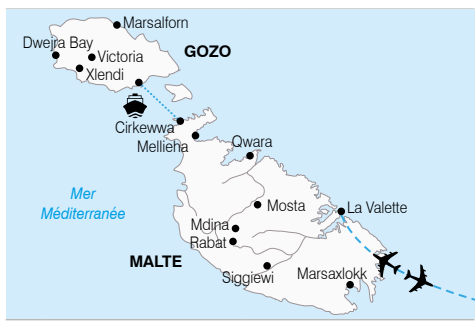 Marsalforn
Dwejra Bay
GOZO
Victoria
Xlendi
Cirkewwa
Mellieha
Qwara
Mer
Méditerranée
Mosta
La Valette
Mdina
Rabat
MALTE
Siggiewi
Marsaxlokk